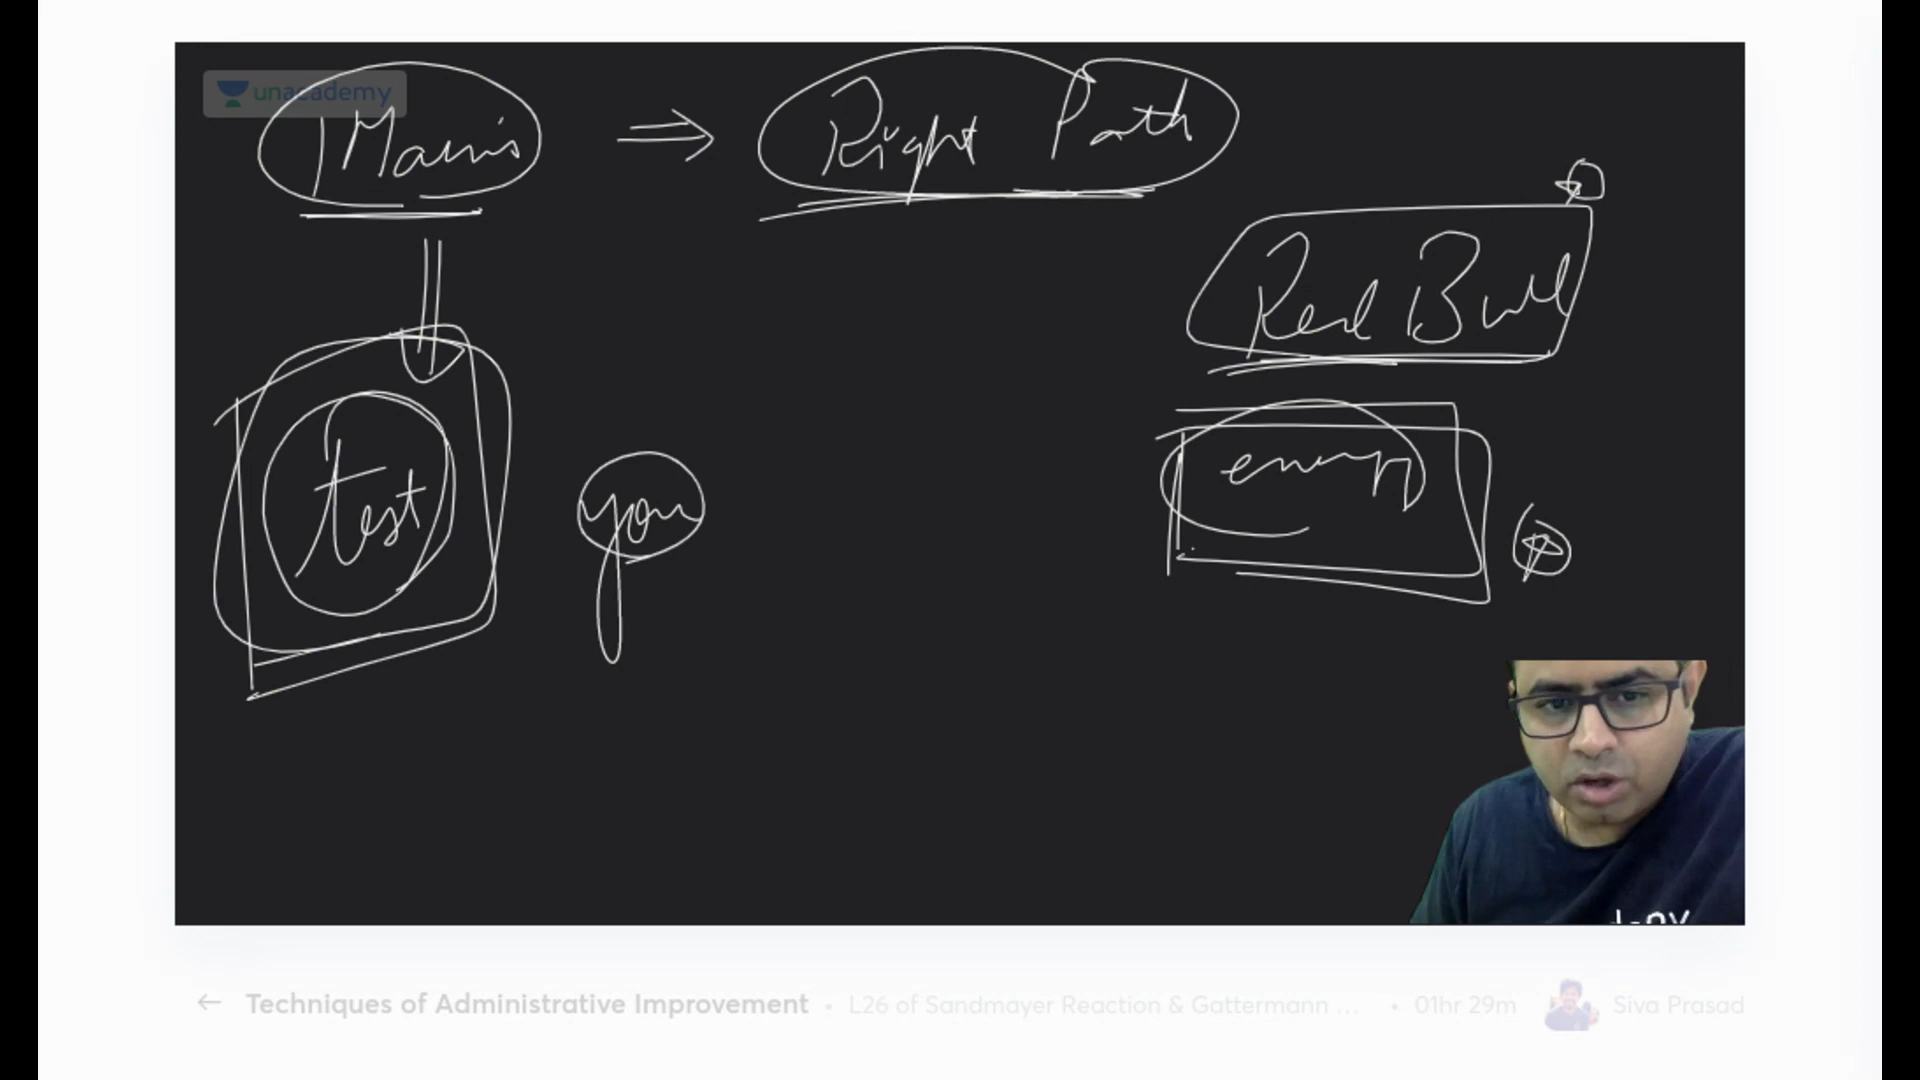 unacademy
Mains ⇒ Right Path
Red Bull
test
you
← Techniques of Administrative Improvement • L26 of Sandmayer Reaction & Gattermann ... • 01hr 29m Siva Prasad